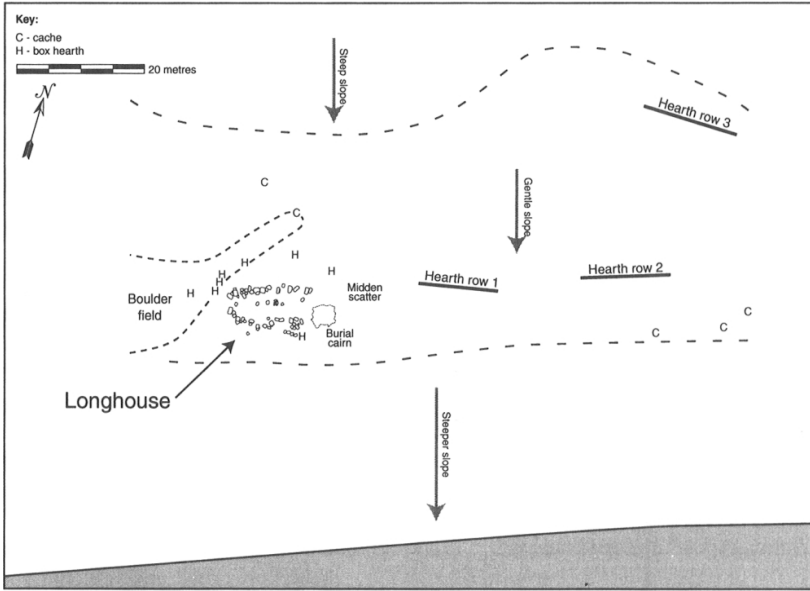 Key:
C - cache
H - box hearth
20 metres
N
Steep slope
Hearth row 3
C
Gentle slope
C
H
H
H
H
H
H
H
Hearth row 1
Hearth row 2
Midden
scatter
Boulder
field
C
C
C
Burial
cairn
H
Longhouse
Steeper slope